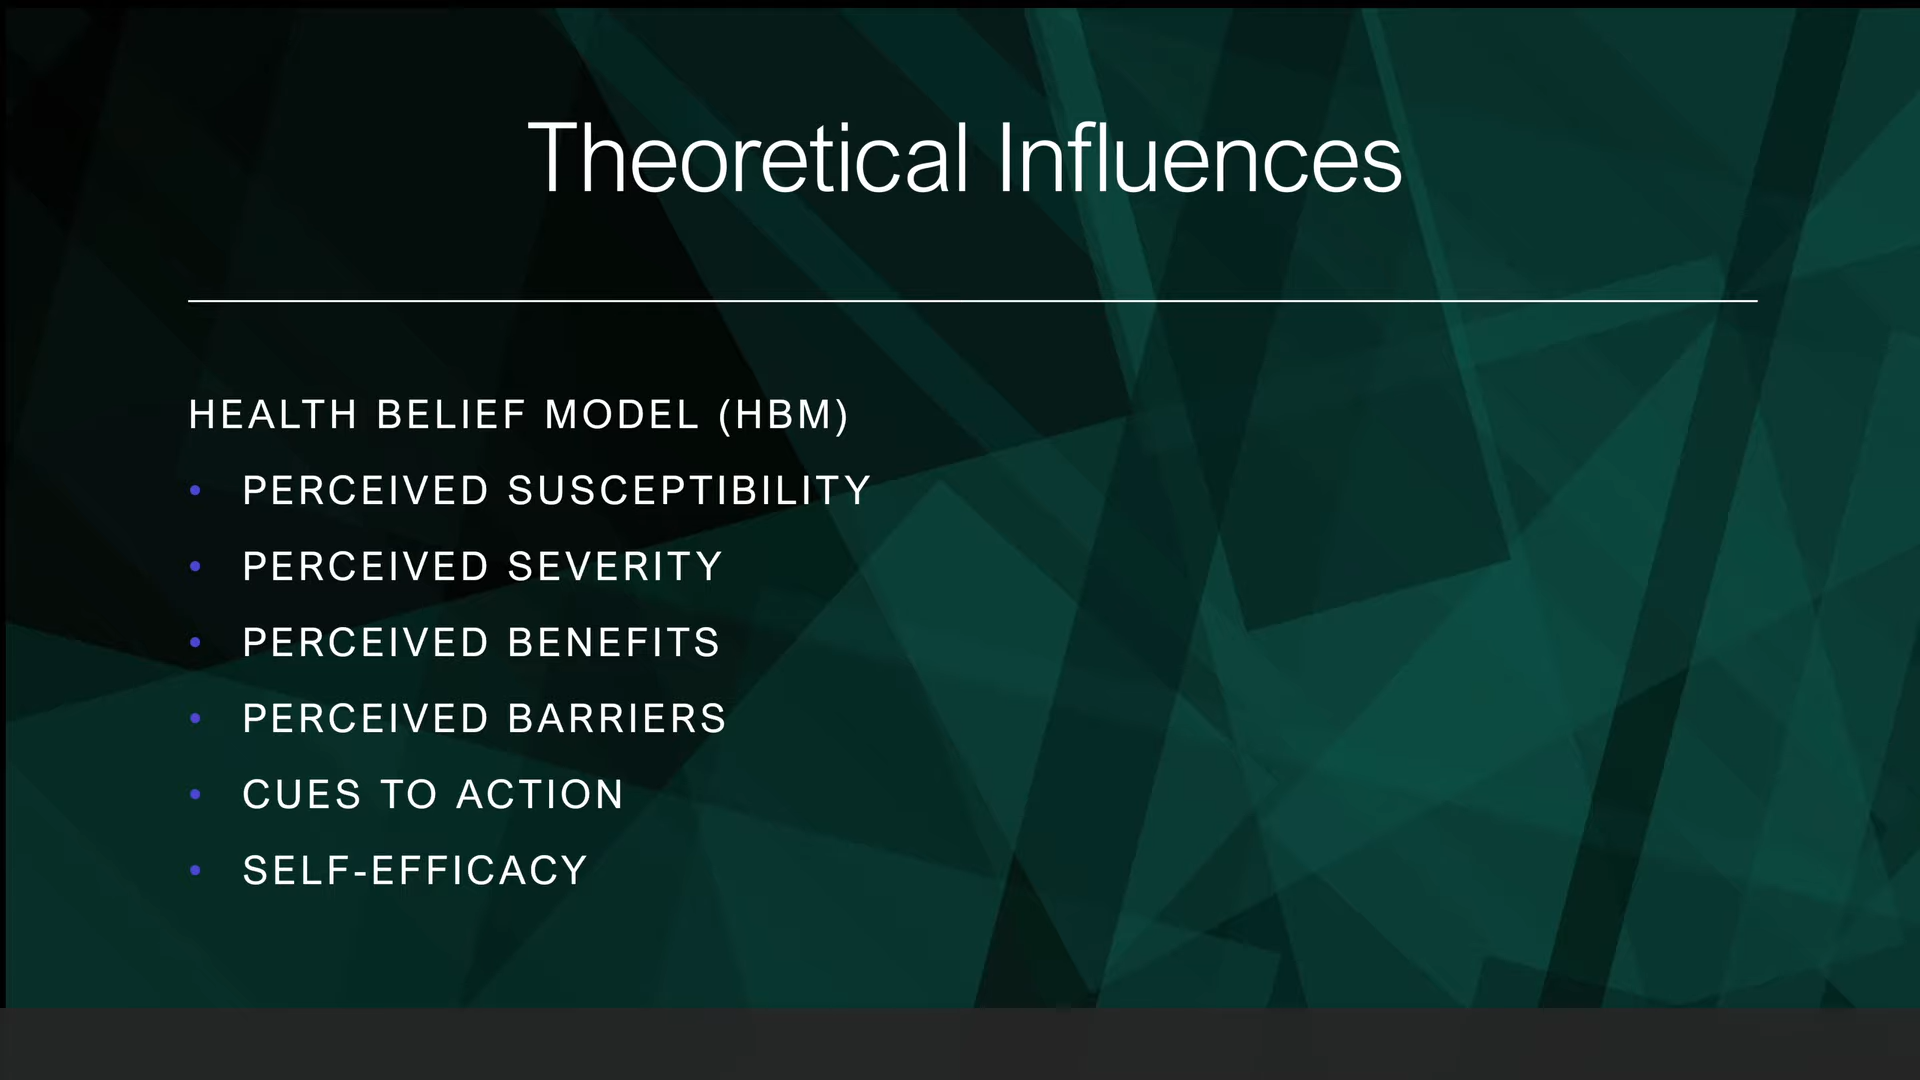 Theoretical Influences
HEALTH BELIEF MODEL (HBM)
• PERCEIVED SUSCEPTIBILITY
• PERCEIVED SEVERITY
• PERCEIVED BENEFITS
• PERCEIVED BARRIERS
• CUES TO ACTION
• SELF-EFFICACY